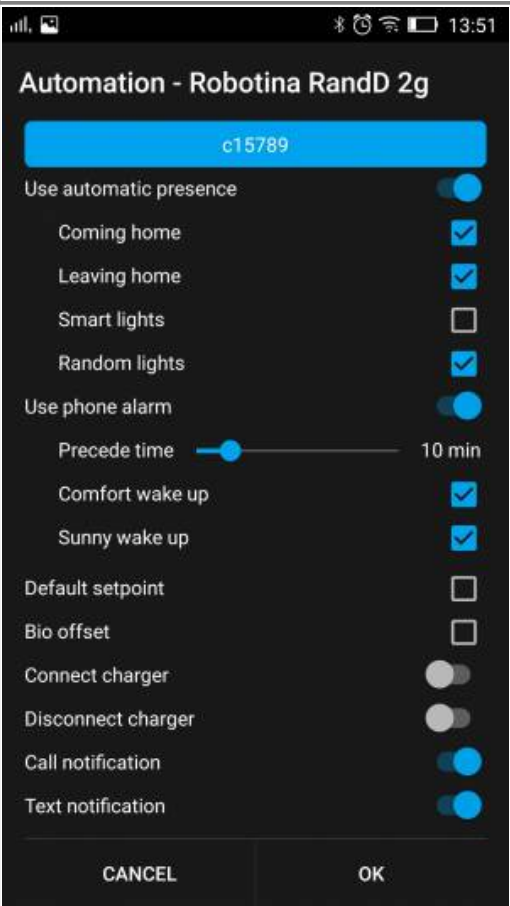 13:51
Automation - Robotina RandD 2g
c15789
Use automatic presence
Coming home
Leaving home
Smart lights
Random lights
Use phone alarm
Precede time 10 min
Comfort wake up
Sunny wake up
Default setpoint
Bio offset
Connect charger
Disconnect charger
Call notification
Text notification
CANCEL OK